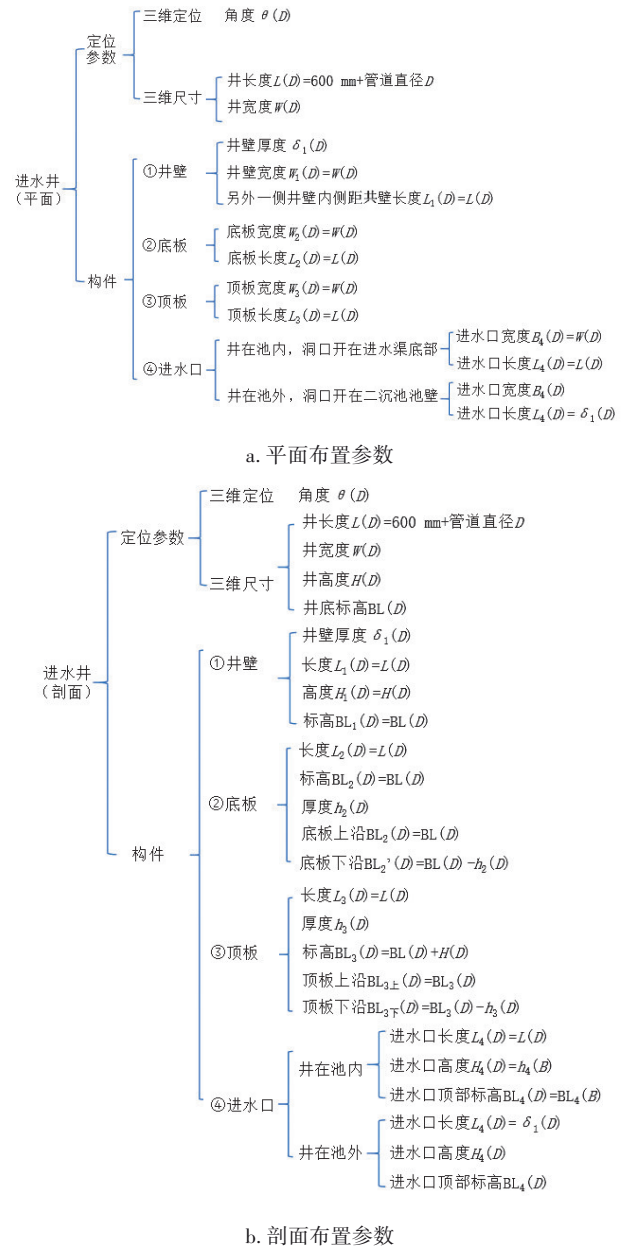 进水井
（平面）
定位
参数
三维定位 角度θ(D)
三维尺寸
井长度L(D)=600 mm+管道直径D
井宽度W(D)
构件
①井壁
井壁厚度δ₁(D)
井壁宽度W₁(D)=W(D)
另外一侧井壁内侧距共壁长度L₁(D)=L(D)
②底板
底板宽度W₂(D)=W(D)
底板长度L₂(D)=L(D)
③顶板
顶板宽度W₃(D)=W(D)
顶板长度L₃(D)=L(D)
④进水口
井在池内，洞口开在进水渠底部
进水口宽度B₄(D)=W(D)
进水口长度L₄(D)=L(D)
井在池外，洞口开在二沉池池壁
进水口宽度B₄(D)
进水口长度L₄(D)=δ₁(D)
a. 平面布置参数
进水井
（剖面）
定位参数
三维定位 角度θ(D)
三维尺寸
井长度L(D)=600 mm+管道直径D
井宽度W(D)
井高度H(D)
井底标高BL(D)
构件
①井壁
井壁厚度δ₁(D)
长度L₁(D)=L(D)
高度H₁(D)=H(D)
标高BL₁(D)=BL(D)
②底板
长度L₂(D)=L(D)
标高BL₂(D)=BL(D)
厚度h₂(D)
底板上沿BL₂(D)=BL(D)
底板下沿BL₂'(D)=BL(D)-h₂(D)
③顶板
长度L₃(D)=L(D)
厚度h₃(D)
标高BL₃(D)=BL(D)+H(D)
顶板上沿BL₃上(D)=BL₃(D)
顶板下沿BL₃下(D)=BL₃(D)-h₃(D)
④进水口
井在池内
进水口长度L₄(D)=L(D)
进水口高度H₄(D)=h₄(B)
进水口顶部标高BL₄(D)=BL₄(B)
井在池外
进水口长度L₄(D)=δ₁(D)
进水口高度H₄(D)
进水口顶部标高BL₄(D)
b. 剖面布置参数